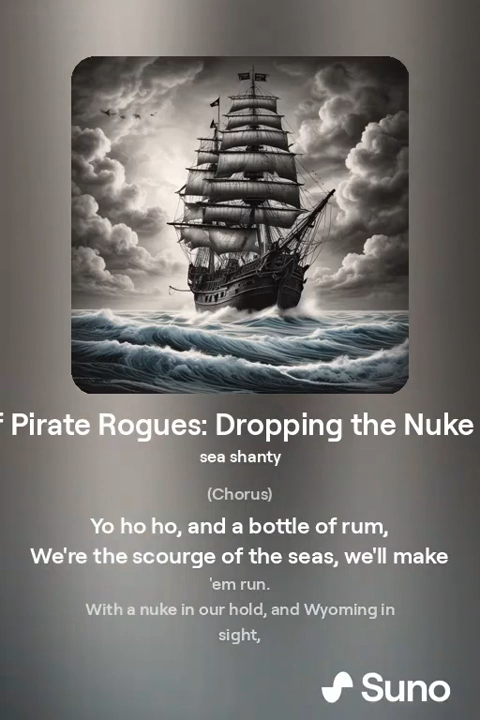 Pirate Rogues: Dropping the Nuke
sea shanty
(Chorus)
Yo ho ho, and a bottle of rum,
We're the scourge of the seas, we'll make
'em run.
With a nuke in our hold, and Wyoming in
sight,
Suno